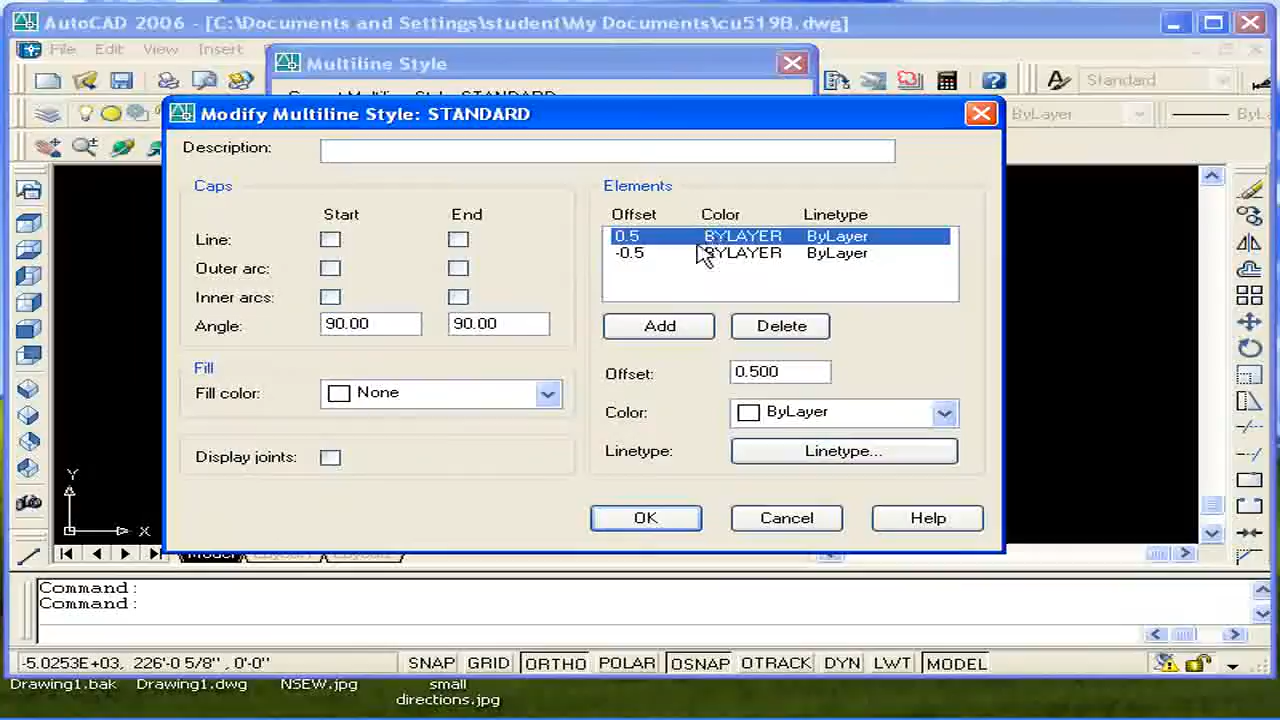 AutoCAD 2006 - [C:\Documents and Settings\student\My Documents\cu519B.dwg]
File Edit View Insert
Multiline Style
Standard
Modify Multiline Style: STANDARD
ByLayer
Description:
Caps
Elements
Start End
Offset Color Linetype
Line:
0.5 BYLAYER ByLayer
-0.5 BYLAYER ByLayer
Outer arc:
Inner arcs:
Angle: 90.00 90.00
Add Delete
Fill
Offset: 0.500
Fill color: None
Color: ByLayer
Linetype: Linetype...
Display joints:
OK Cancel Help
X
Y
Model
Command:
Command:
-5.0253E+03, 226'-0 5/8", 0'-0" SNAP GRID ORTHO POLAR OSNAP OTRACK DYN LWT MODEL
Drawing1.bak Drawing1.dwg NSEW.jpg small
directions.jpg